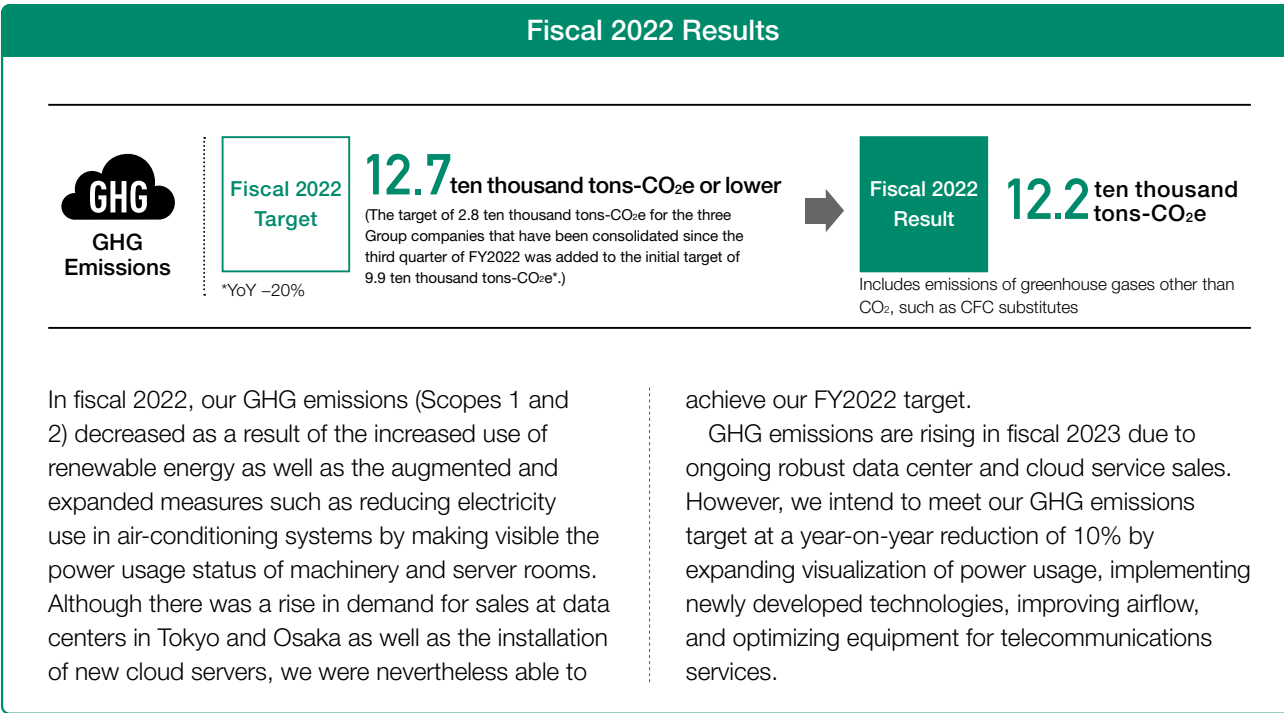 Fiscal 2022 Results
GHG
GHG
Emissions
Fiscal 2022
Target
*YoY −20%
12.7 ten thousand tons-CO₂e or lower
(The target of 2.8 ten thousand tons-CO₂e for the three
Group companies that have been consolidated since the
third quarter of FY2022 was added to the initial target of
9.9 ten thousand tons-CO₂e*.)
Fiscal 2022
Result
12.2 ten thousand
tons-CO₂e
Includes emissions of greenhouse gases other than
CO₂, such as CFC substitutes
In fiscal 2022, our GHG emissions (Scopes 1 and
2) decreased as a result of the increased use of
renewable energy as well as the augmented and
expanded measures such as reducing electricity
use in air-conditioning systems by making visible the
power usage status of machinery and server rooms.
Although there was a rise in demand for sales at data
centers in Tokyo and Osaka as well as the installation
of new cloud servers, we were nevertheless able to
achieve our FY2022 target.
GHG emissions are rising in fiscal 2023 due to
ongoing robust data center and cloud service sales.
However, we intend to meet our GHG emissions
target at a year-on-year reduction of 10% by
expanding visualization of power usage, implementing
newly developed technologies, improving airflow,
and optimizing equipment for telecommunications
services.